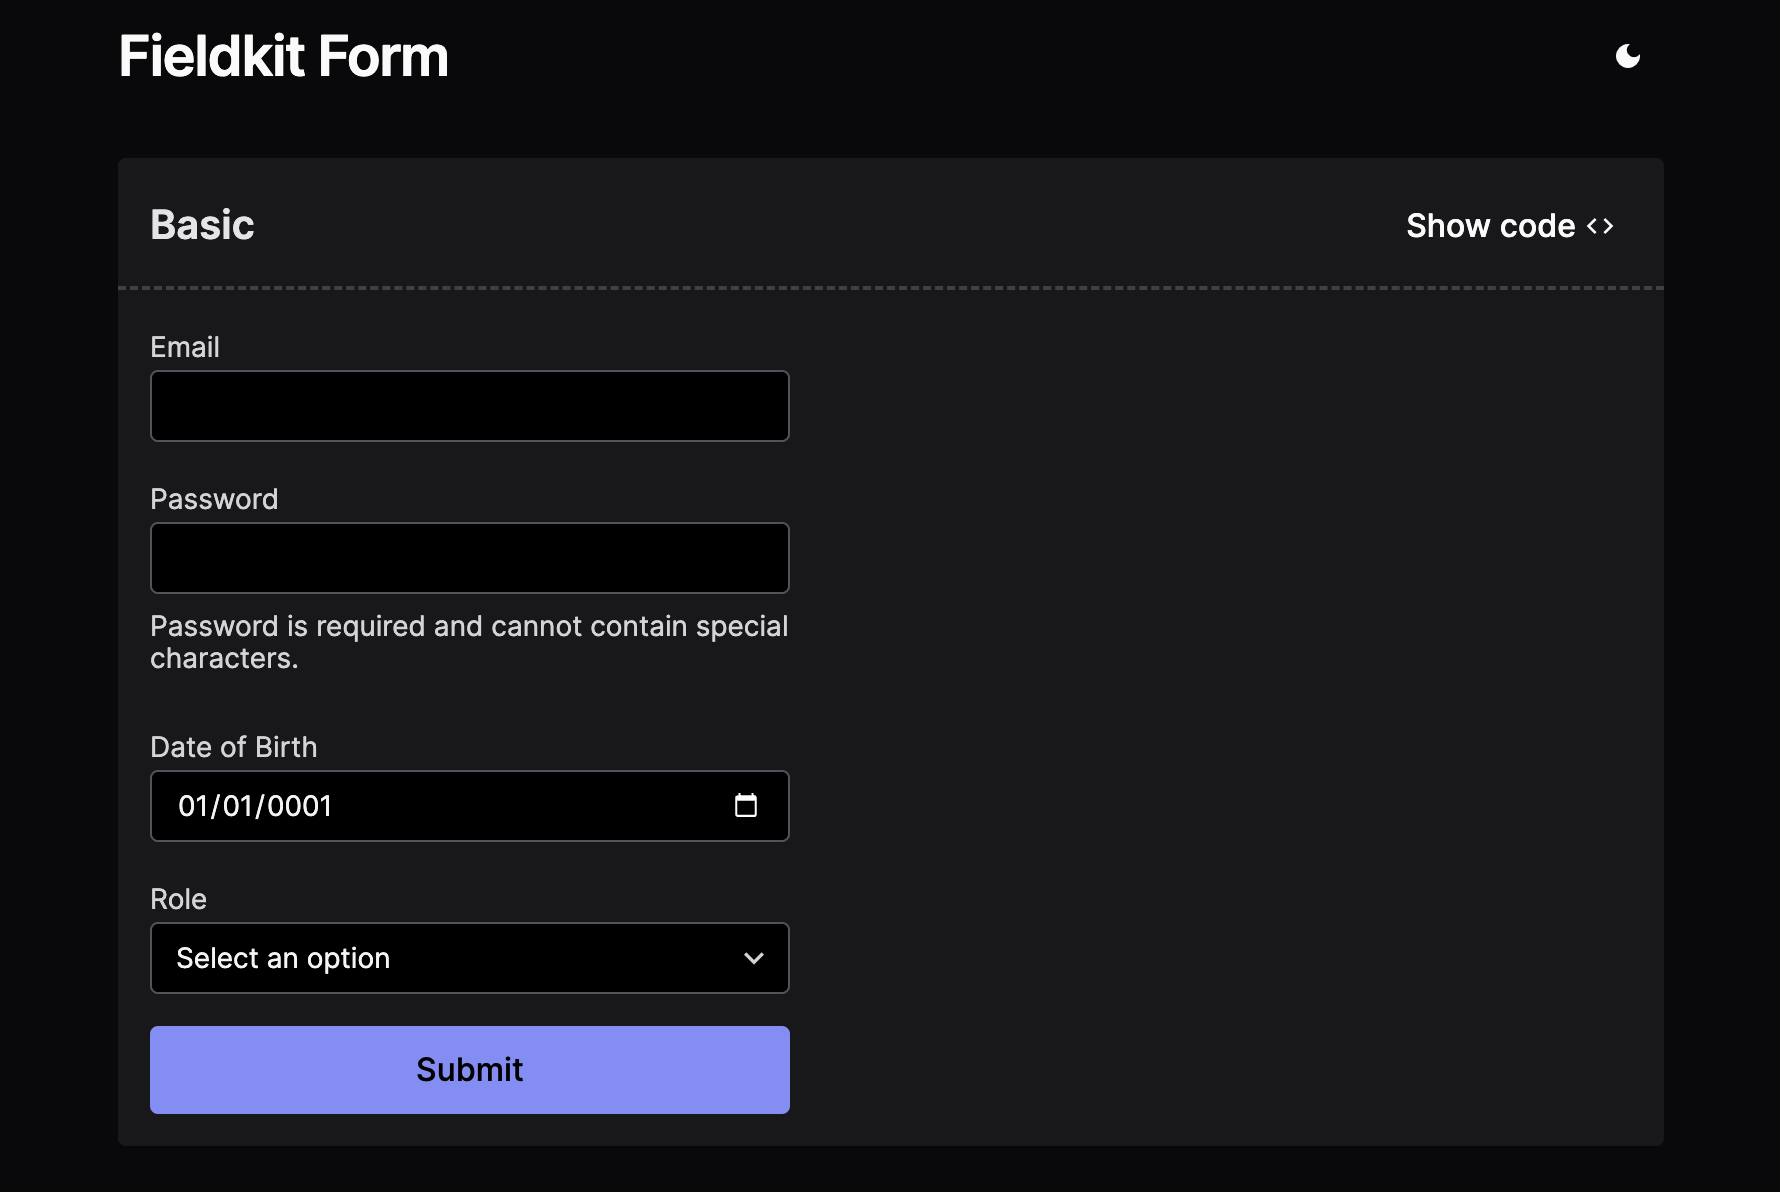 Fieldkit Form
Basic
Show code <>
Email
Password
Password is required and cannot contain special
characters.
Date of Birth
01/01/0001
Role
Select an option
Submit